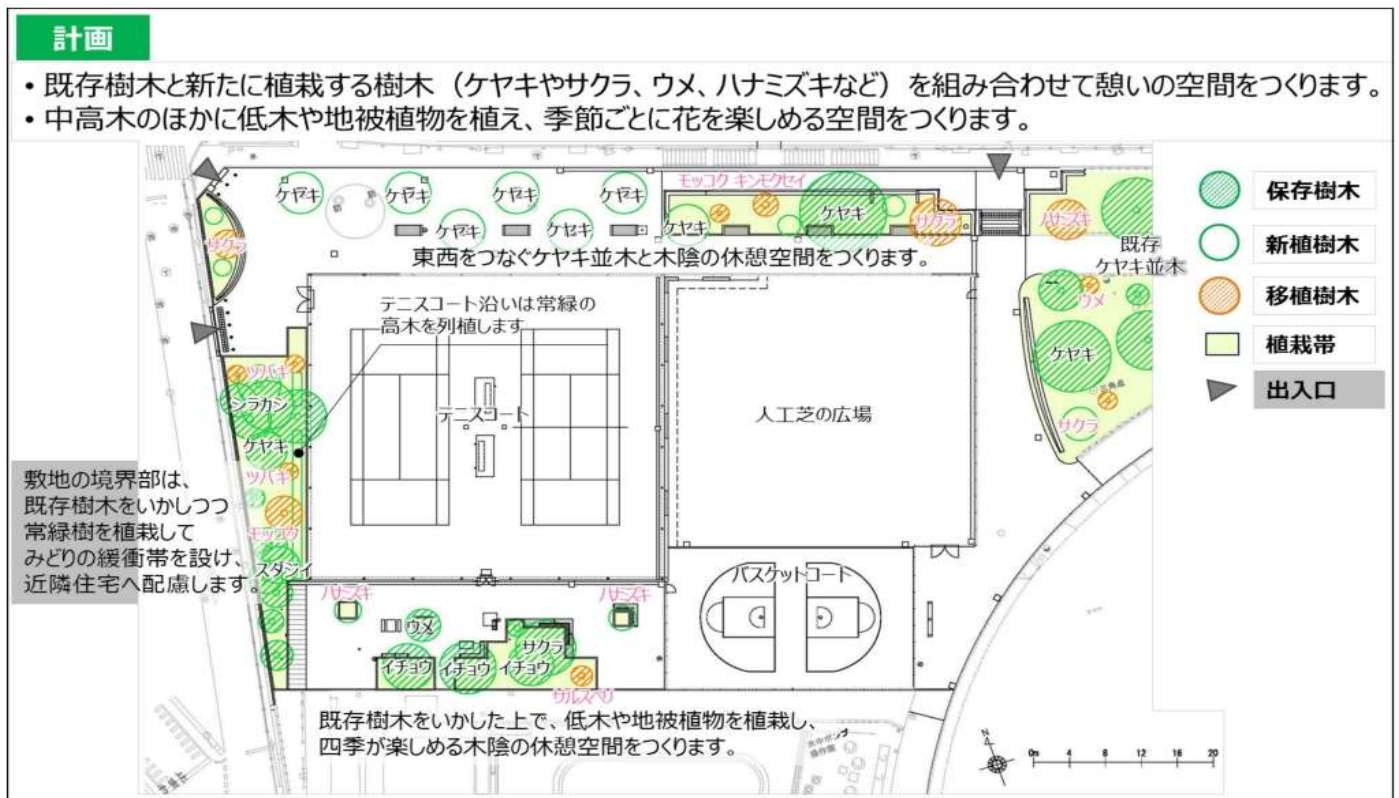 計画
• 既存樹木と新たに植栽する樹木（ケヤキやサクラ、ウメ、ハナミズキなど）を組み合わせて憩いの空間をつくります。
• 中高木のほかに低木や地被植物を植え、季節ごとに花を楽しめる空間をつくります。
ケヤキ
ケヤキ
ケヤキ
ケヤキ
ケヤキ
ケヤキ
モッコク キンモクセイ
ケヤキ
ケヤキ
サクラ
ハナミズキ
既存
ケヤキ並木
サクラ
東西をつなぐケヤキ並木と木陰の休憩空間をつくります。
ウメ
ケヤキ
三角点
サクラ
テニスコート沿いは常緑の
高木を列植します
テニスコート
人工芝の広場
ツバキ
シラカシ
ケヤキ
ツバキ
モッコク
スダジイ
敷地の境界部は、
既存樹木をいかしつつ
常緑樹を植栽して
みどりの緩衝帯を設け、
近隣住宅へ配慮します。
ハナミズキ
ハナミズキ
バスケットコート
ウメ
サクラ
イチョウ
イチョウ
イチョウ
サルスベリ
既存樹木をいかした上で、低木や地被植物を植栽し、
四季が楽しめる木陰の休憩空間をつくります。
保存樹木
新植樹木
移植樹木
植栽帯
出入口
N
0m 4 8 12 16 20